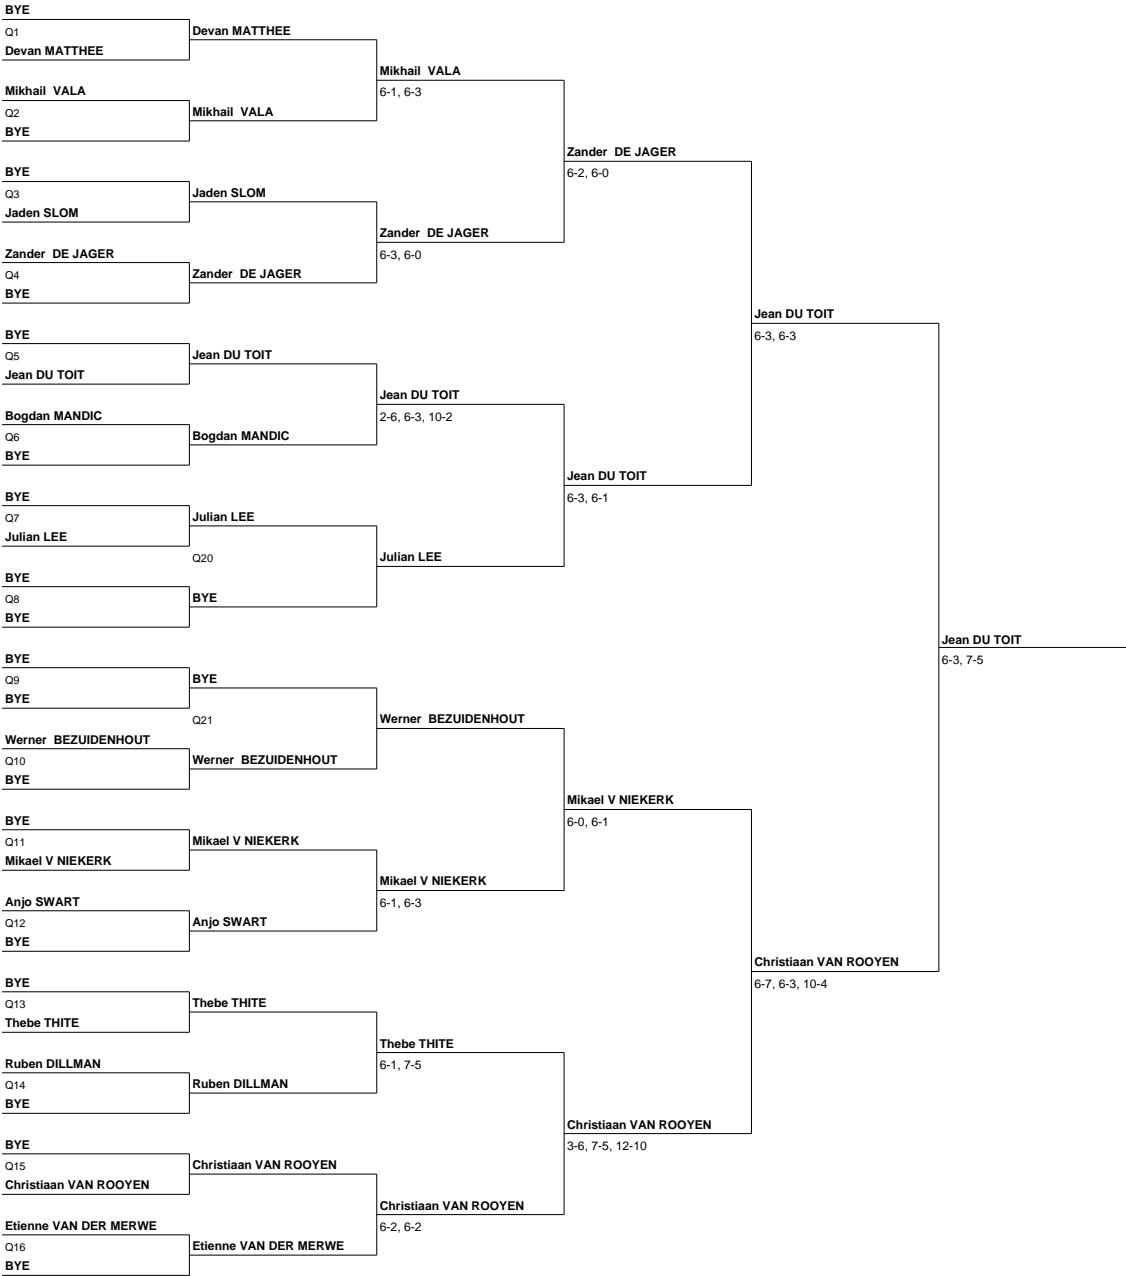 BYE
Q1
Devan MATTHEE
Devan MATTHEE
Mikhail  VALA
6-1, 6-3
Mikhail  VALA
Q2
BYE
Mikhail  VALA
Zander  DE JAGER
6-2, 6-0
BYE
Q3
Jaden SLOM
Jaden SLOM
Zander  DE JAGER
6-3, 6-0
Zander  DE JAGER
Q4
BYE
Zander  DE JAGER
Jean DU TOIT
6-3, 6-3
BYE
Q5
Jean DU TOIT
Jean DU TOIT
Jean DU TOIT
2-6, 6-3, 10-2
Bogdan MANDIC
Q6
BYE
Bogdan MANDIC
Jean DU TOIT
6-3, 6-1
BYE
Q7
Julian LEE
Julian LEE
Q20
Julian LEE
BYE
Q8
BYE
BYE
Jean DU TOIT
6-3, 7-5
BYE
Q9
BYE
BYE
Q21
Werner  BEZUIDENHOUT
Werner  BEZUIDENHOUT
Q10
BYE
Werner  BEZUIDENHOUT
Mikael V NIEKERK
6-0, 6-1
BYE
Q11
Mikael V NIEKERK
Mikael V NIEKERK
Mikael V NIEKERK
6-1, 6-3
Anjo SWART
Q12
BYE
Anjo SWART
Christiaan VAN ROOYEN
6-7, 6-3, 10-4
BYE
Q13
Thebe THITE
Thebe THITE
Thebe THITE
6-1, 7-5
Ruben DILLMAN
Q14
BYE
Ruben DILLMAN
Christiaan VAN ROOYEN
3-6, 7-5, 12-10
BYE
Q15
Christiaan VAN ROOYEN
Christiaan VAN ROOYEN
Christiaan VAN ROOYEN
6-2, 6-2
Etienne VAN DER MERWE
Q16
BYE
Etienne VAN DER MERWE